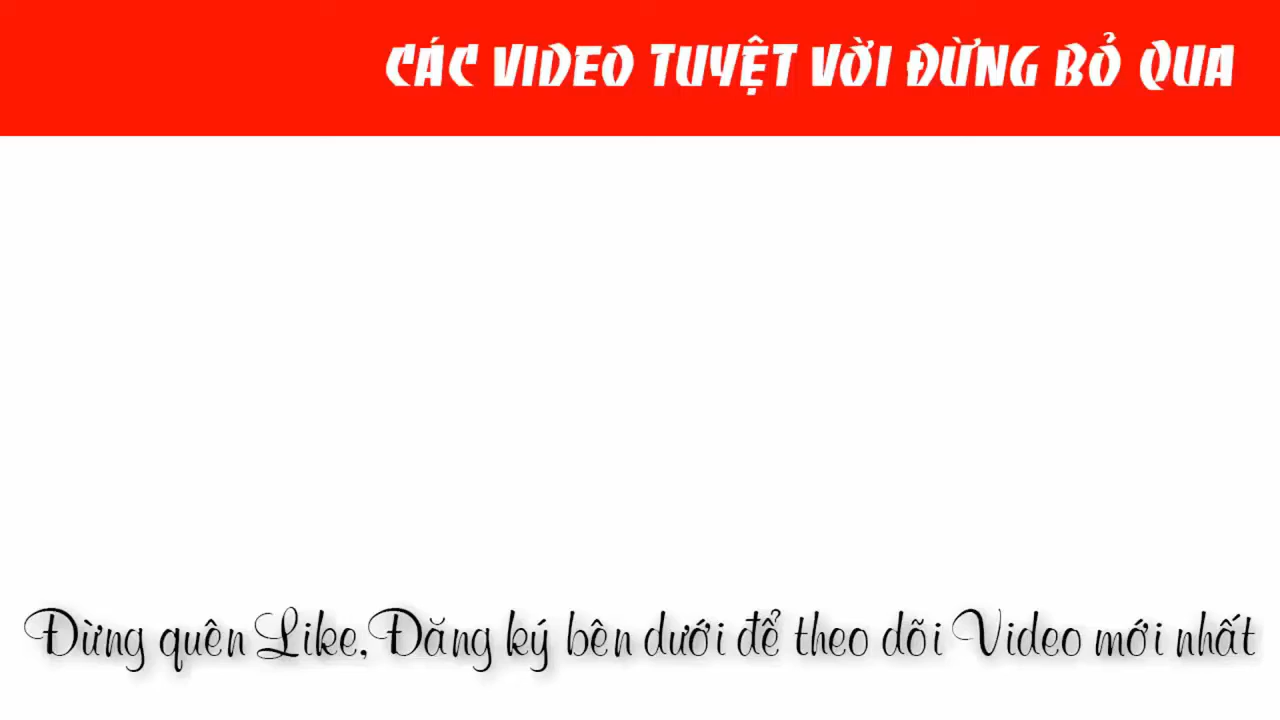 CÁC VIDEO TUYỆT VỜI ĐỪNG BỎ QUA
Đừng quên Like,Đăng ký bên dưới để theo dõi Video mới nhất